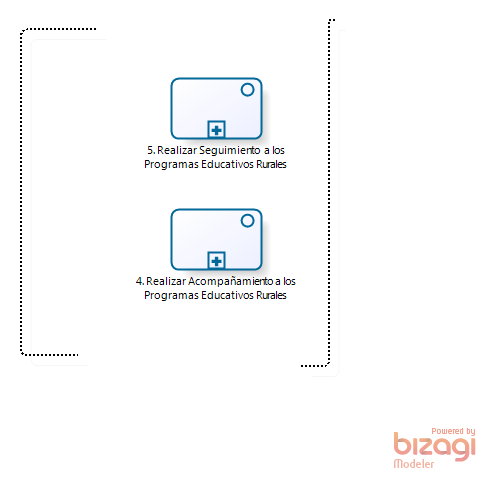 5. Realizar Seguimiento a los
Programas Educativos Rurales
4. Realizar Acompañamiento a los
Programas Educativos Rurales
Powered by
bizagi
Modeler